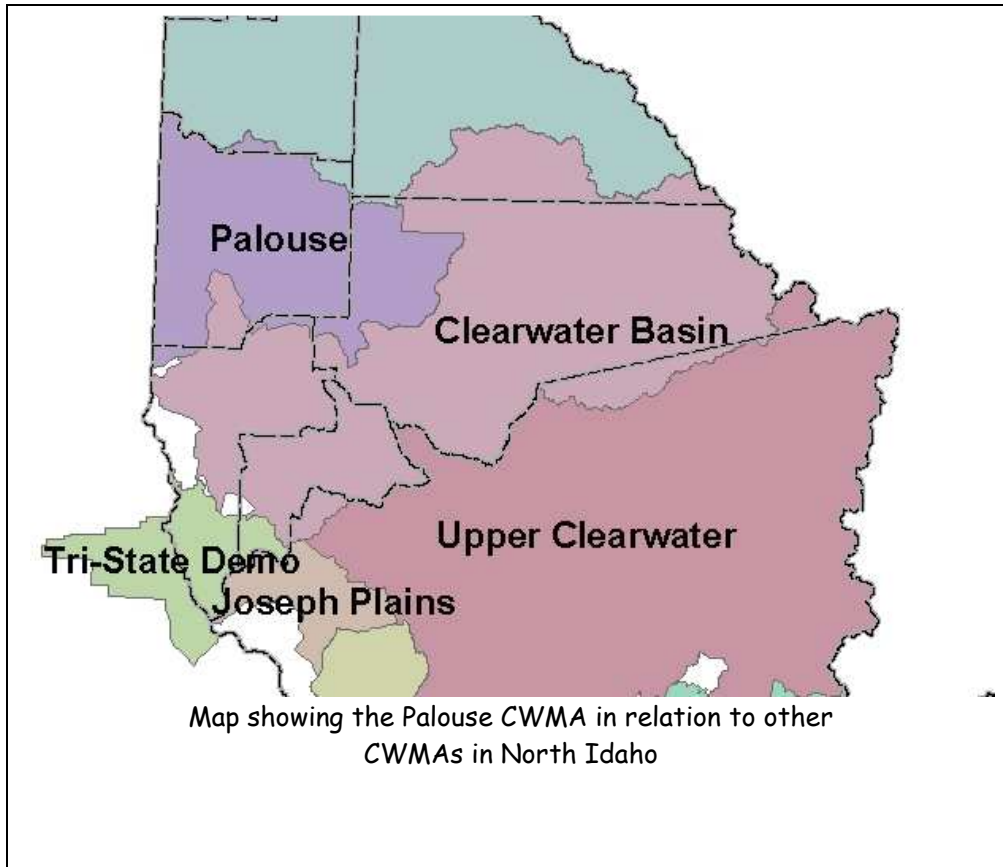 Palouse
Clearwater Basin
Upper Clearwater
Tri-State Demo
Joseph Plains
Map showing the Palouse CWMA in relation to other
CWMAs in North Idaho